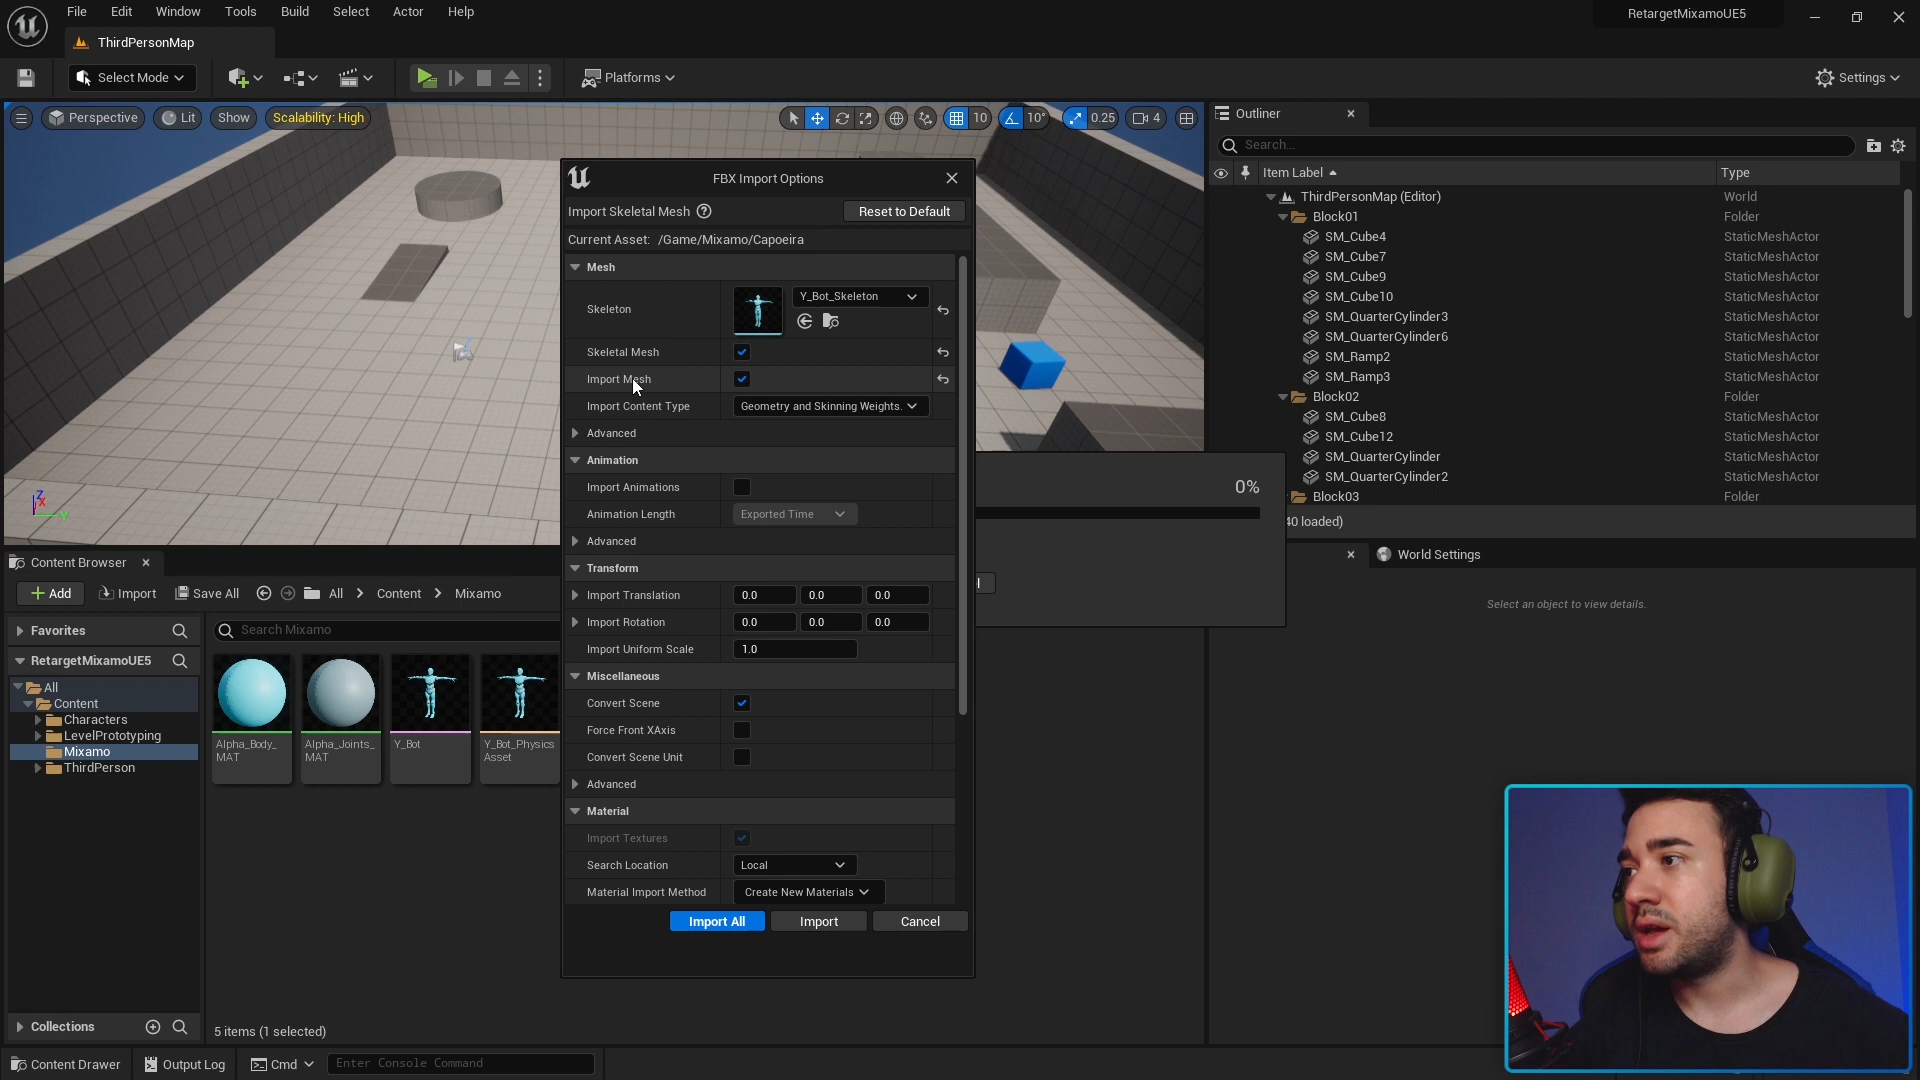 File Edit Window Tools Build Select Actor Help
RetargetMixamoUE5
ThirdPersonMap
Select Mode
Platforms
Settings
Perspective Lit Show Scalability: High
10 10° 0.25 4
Outliner
Search...
Item Label Type
ThirdPersonMap (Editor) World
Block01 Folder
SM_Cube4 StaticMeshActor
SM_Cube7 StaticMeshActor
SM_Cube9 StaticMeshActor
SM_Cube10 StaticMeshActor
SM_QuarterCylinder3 StaticMeshActor
SM_QuarterCylinder6 StaticMeshActor
SM_Ramp2 StaticMeshActor
SM_Ramp3 StaticMeshActor
Block02 Folder
SM_Cube8 StaticMeshActor
SM_Cube12 StaticMeshActor
SM_QuarterCylinder StaticMeshActor
SM_QuarterCylinder2 StaticMeshActor
Block03 Folder
40 loaded)
World Settings
Select an object to view details.
FBX Import Options
Import Skeletal Mesh
Reset to Default
Current Asset: /Game/Mixamo/Capoeira
Mesh
Skeleton Y_Bot_Skeleton
Skeletal Mesh
Import Mesh
Import Content Type Geometry and Skinning Weights.
Advanced
Animation
Import Animations
Animation Length Exported Time
Advanced
Transform
Import Translation 0.0 0.0 0.0
Import Rotation 0.0 0.0 0.0
Import Uniform Scale 1.0
Miscellaneous
Convert Scene
Force Front XAxis
Convert Scene Unit
Advanced
Material
Import Textures
Search Location Local
Material Import Method Create New Materials
Import All Import Cancel
0%
l
Z
X
Y
Content Browser
Add Import Save All All Content Mixamo
Favorites
Search Mixamo
RetargetMixamoUE5
All
Content
Characters
LevelPrototyping
Mixamo
ThirdPerson
Alpha_Body_
MAT
Alpha_Joints_
MAT
Y_Bot
Y_Bot_Physics
Asset
Collections
5 items (1 selected)
Content Drawer Output Log Cmd Enter Console Command